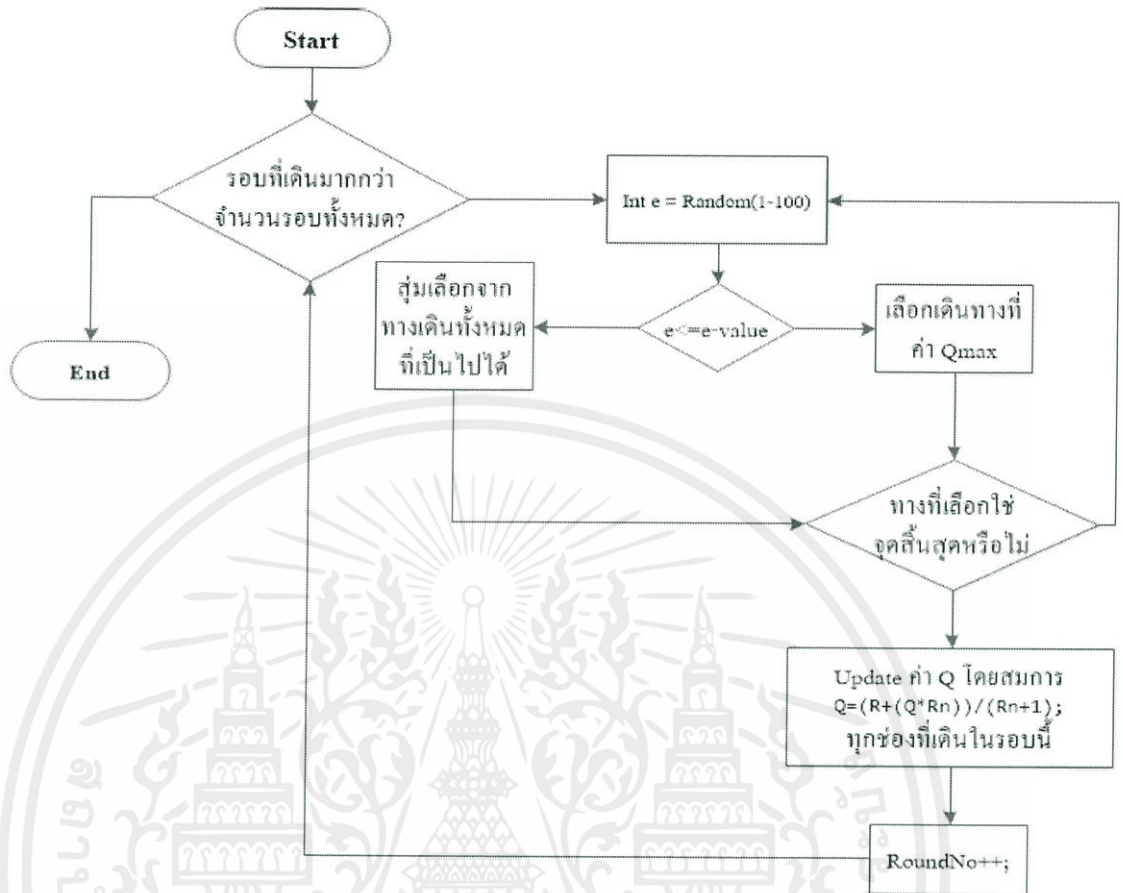 Start
รอบที่เดินมากกว่า
จำนวนรอบทั้งหมด?
Int e = Random(1-100)
สุ่มเลือกจาก
ทางเดินทั้งหมด
ที่เป็นไปได้
e<=e-value
เลือกเดินทางที่
ค่า Qmax
End
ทางที่เลือกใช่
จุดสิ้นสุดหรือไม่
Update ค่า Q โดยสมการ
Q=(R+(Q*Rn))/(Rn+1);
ทุกช่องที่เดินในรอบนี้
RoundNo++;